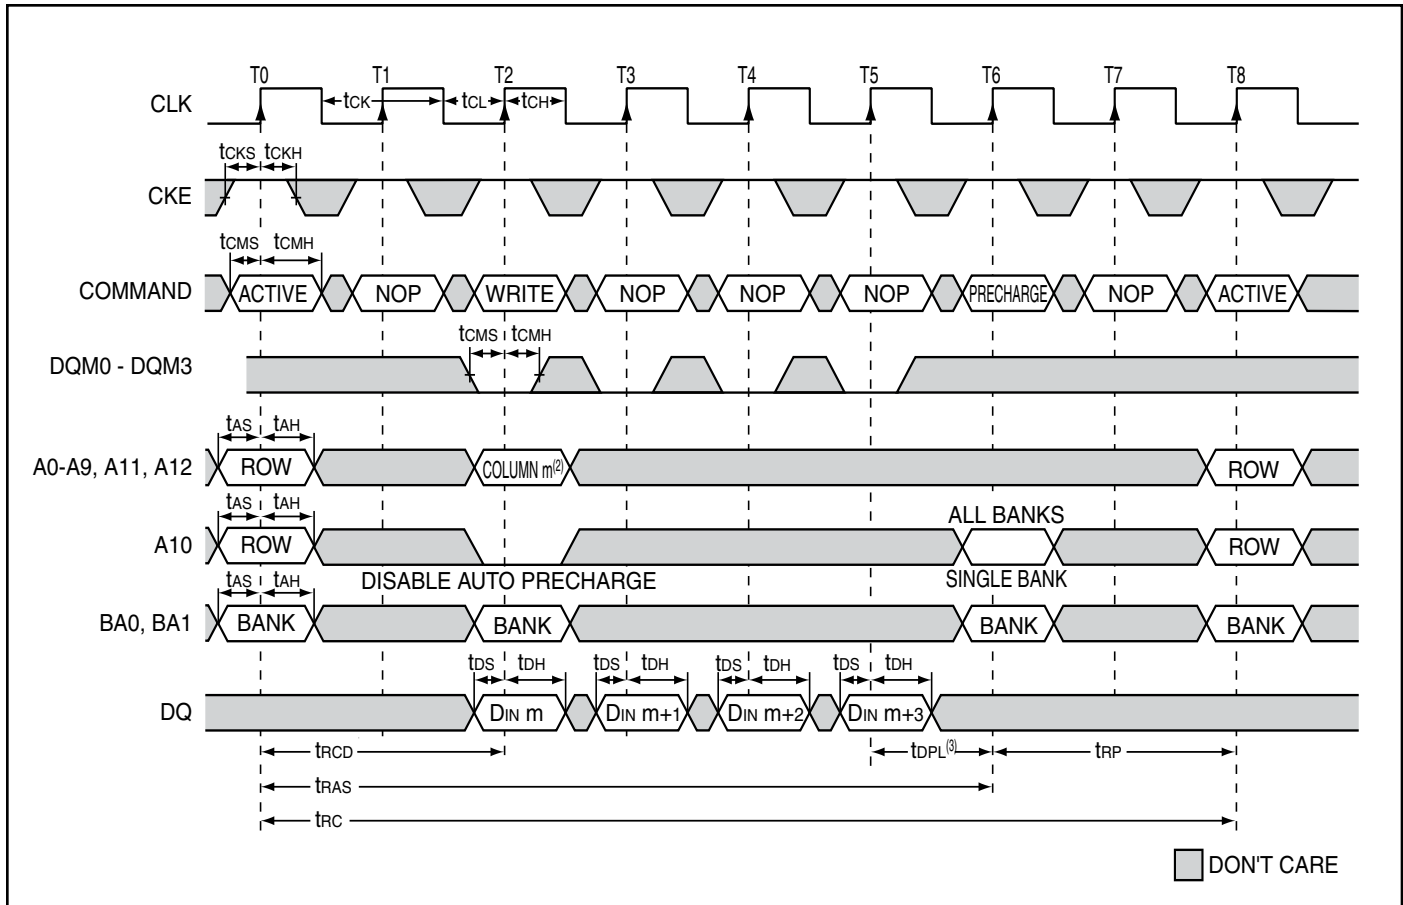 T0 T1 T2 T3 T4 T5 T6 T7 T8
CLK tCK tCL tCH
tCKS tCKH
CKE
tCMS tCMH
COMMAND ACTIVE NOP WRITE NOP NOP NOP PRECHARGE NOP ACTIVE
tCMS tCMH
DQM0 - DQM3
tAS tAH
A0-A9, A11, A12 ROW COLUMN m(2) ROW
tAS tAH ALL BANKS
A10 ROW ROW
DISABLE AUTO PRECHARGE SINGLE BANK
tAS tAH
BA0, BA1 BANK BANK BANK BANK
tDS tDH tDS tDH tDS tDH tDS tDH
DQ DIN m DIN m+1 DIN m+2 DIN m+3
tRCD tDPL(3) tRP
tRAS
tRC
DON'T CARE